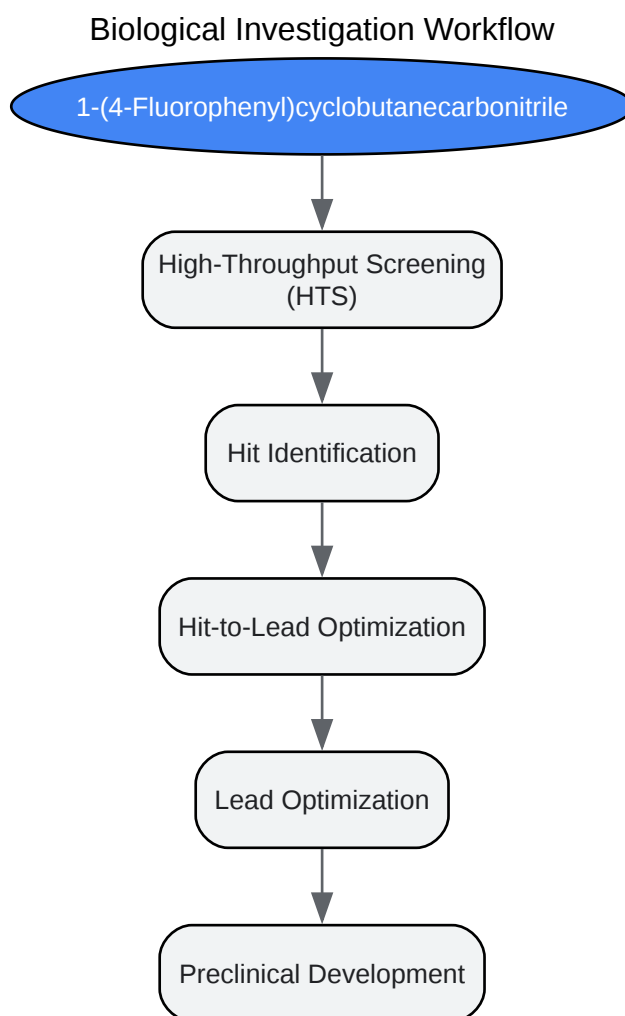 Biological Investigation Workflow
1-(4-Fluorophenyl)cyclobutanecarbonitrile
High-Throughput Screening
(HTS)
Hit Identification
Hit-to-Lead Optimization
Lead Optimization
Preclinical Development